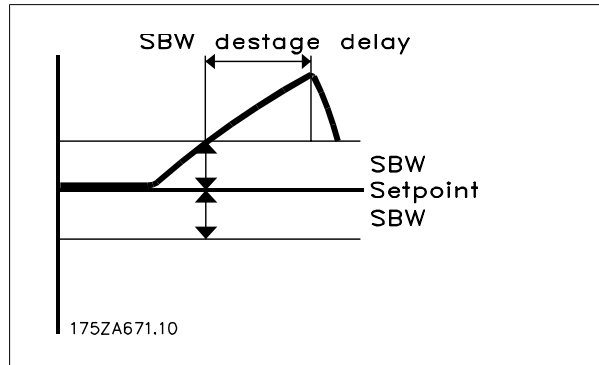 SBW destage delay
SBW
Setpoint
SBW
175ZA671.10